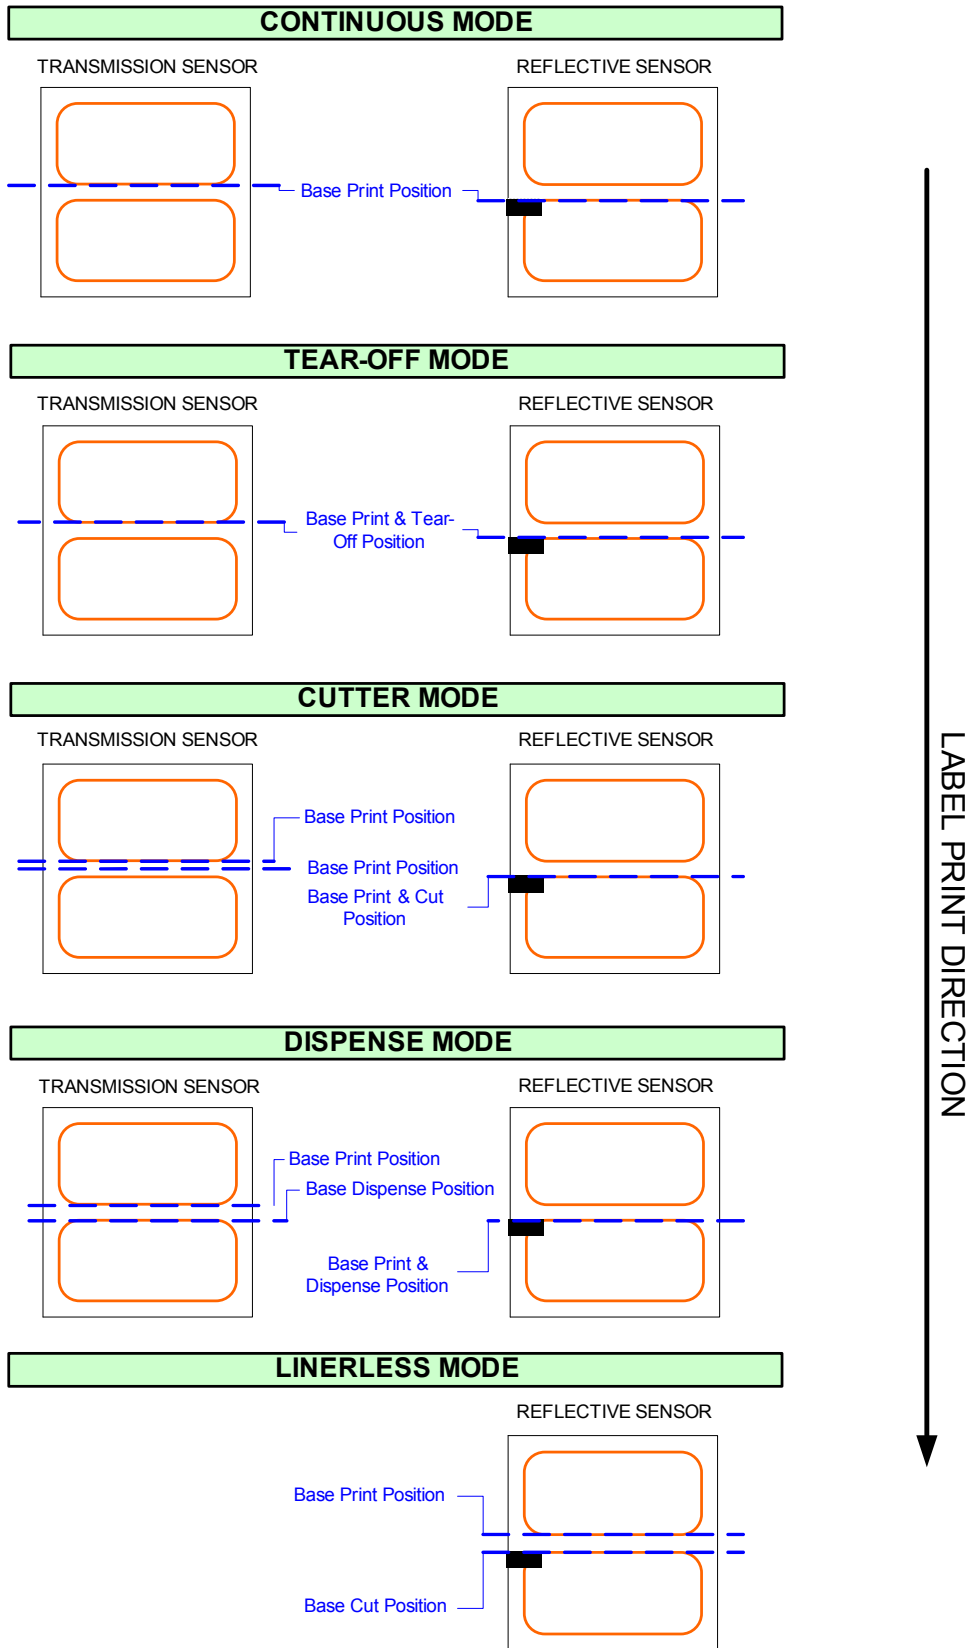 CONTINUOUS MODE
TRANSMISSION SENSOR
REFLECTIVE SENSOR
Base Print Position
TEAR-OFF MODE
TRANSMISSION SENSOR
REFLECTIVE SENSOR
Base Print & Tear-
Off Position
CUTTER MODE
TRANSMISSION SENSOR
REFLECTIVE SENSOR
Base Print Position
Base Print Position
Base Print & Cut
Position
DISPENSE MODE
TRANSMISSION SENSOR
REFLECTIVE SENSOR
Base Print Position
Base Dispense Position
Base Print &
Dispense Position
LINERLESS MODE
REFLECTIVE SENSOR
Base Print Position
Base Cut Position
LABEL PRINT DIRECTION